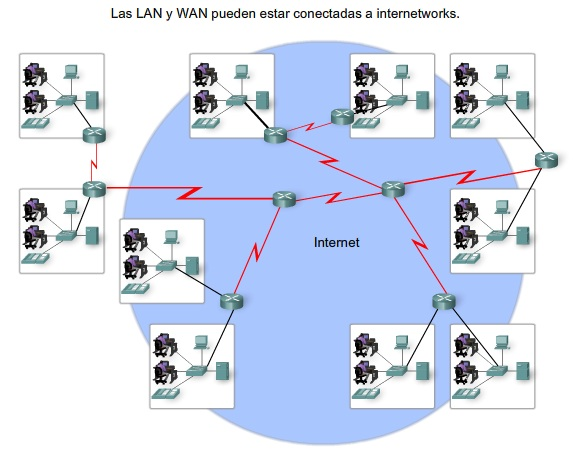 Las LAN y WAN pueden estar conectadas a internetworks.
Internet